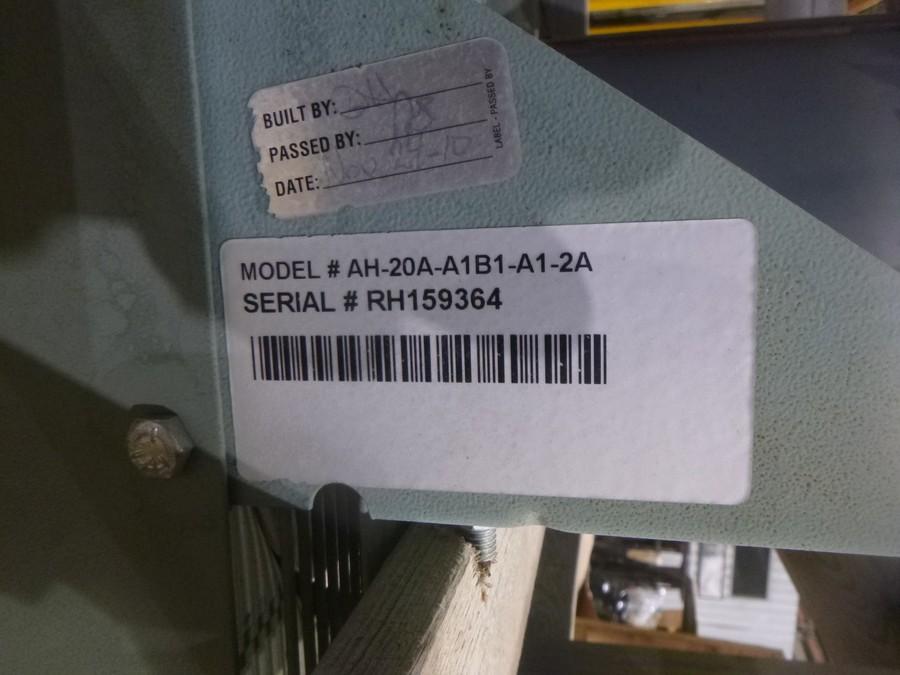 BUILT BY:
PASSED BY:
DATE:
LABEL - PASSED BY
MODEL # AH-20A-A1B1-A1-2A
SERIAL # RH159364